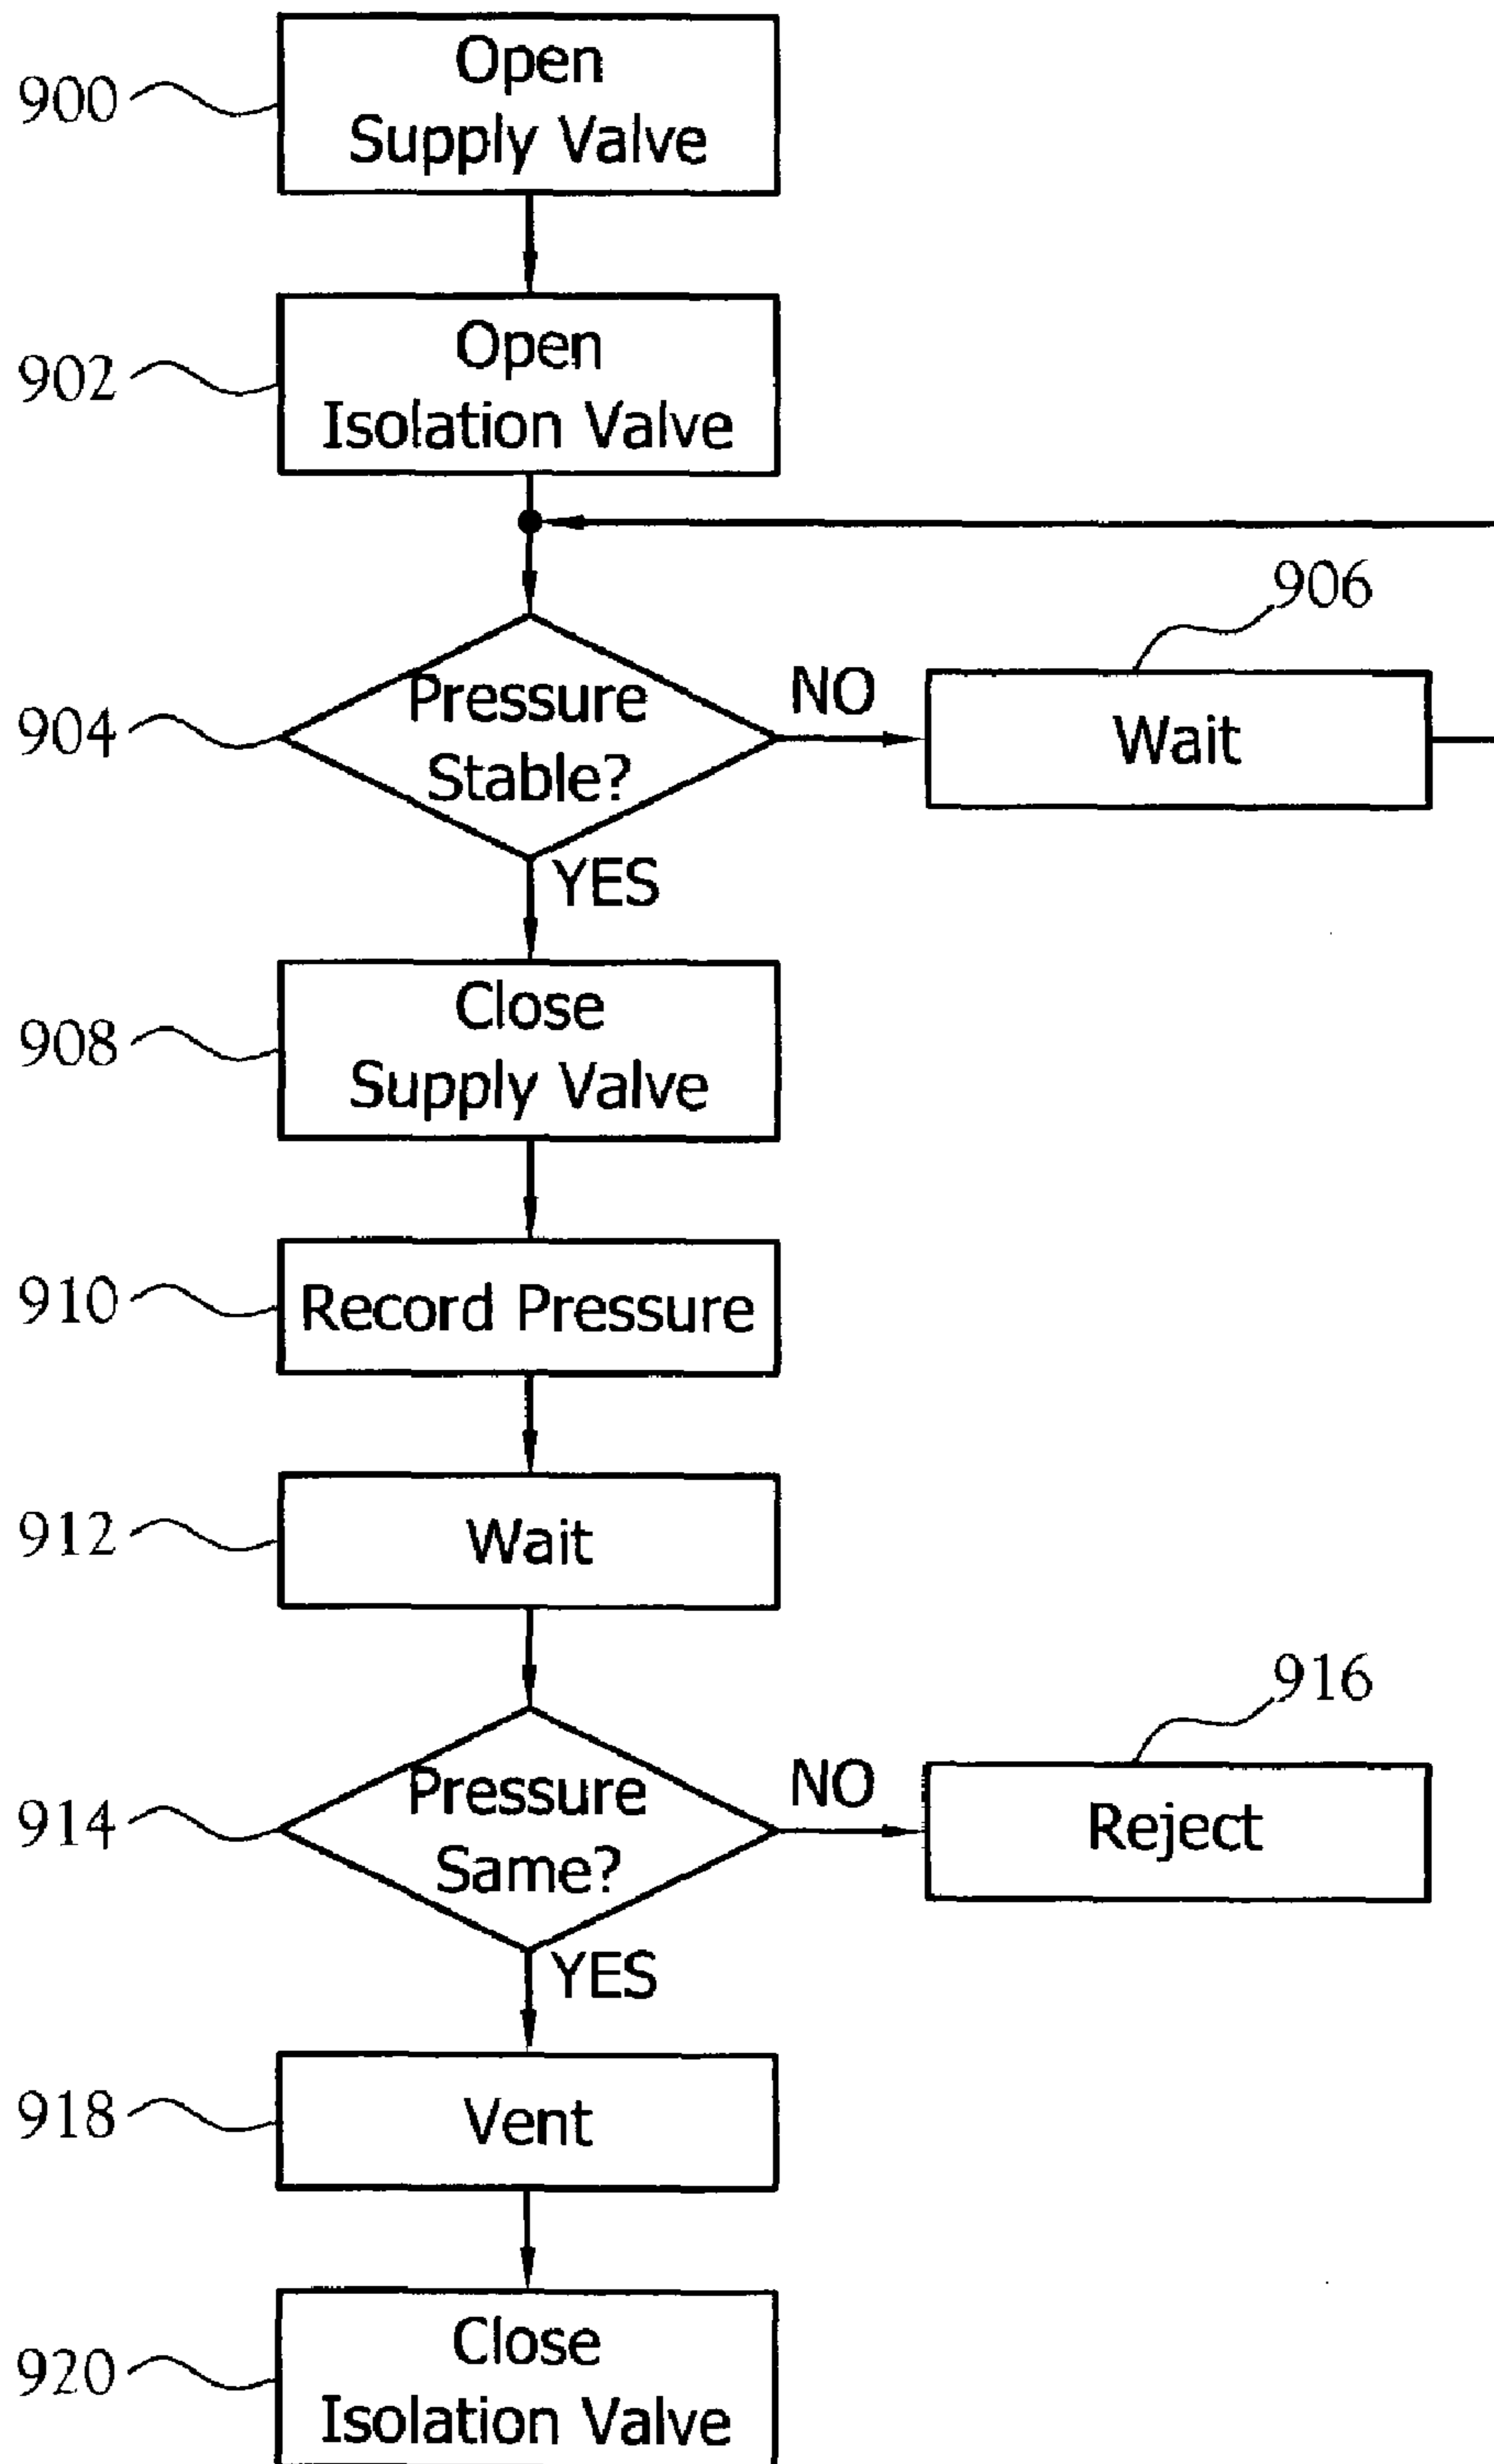 900
Open
Supply Valve
902
Open
Isolation Valve
906
904
Pressure
Stable?
NO
Wait
YES
908
Close
Supply Valve
910
Record Pressure
912
Wait
916
914
Pressure
Same?
NO
Reject
YES
918
Vent
920
Close
Isolation Valve